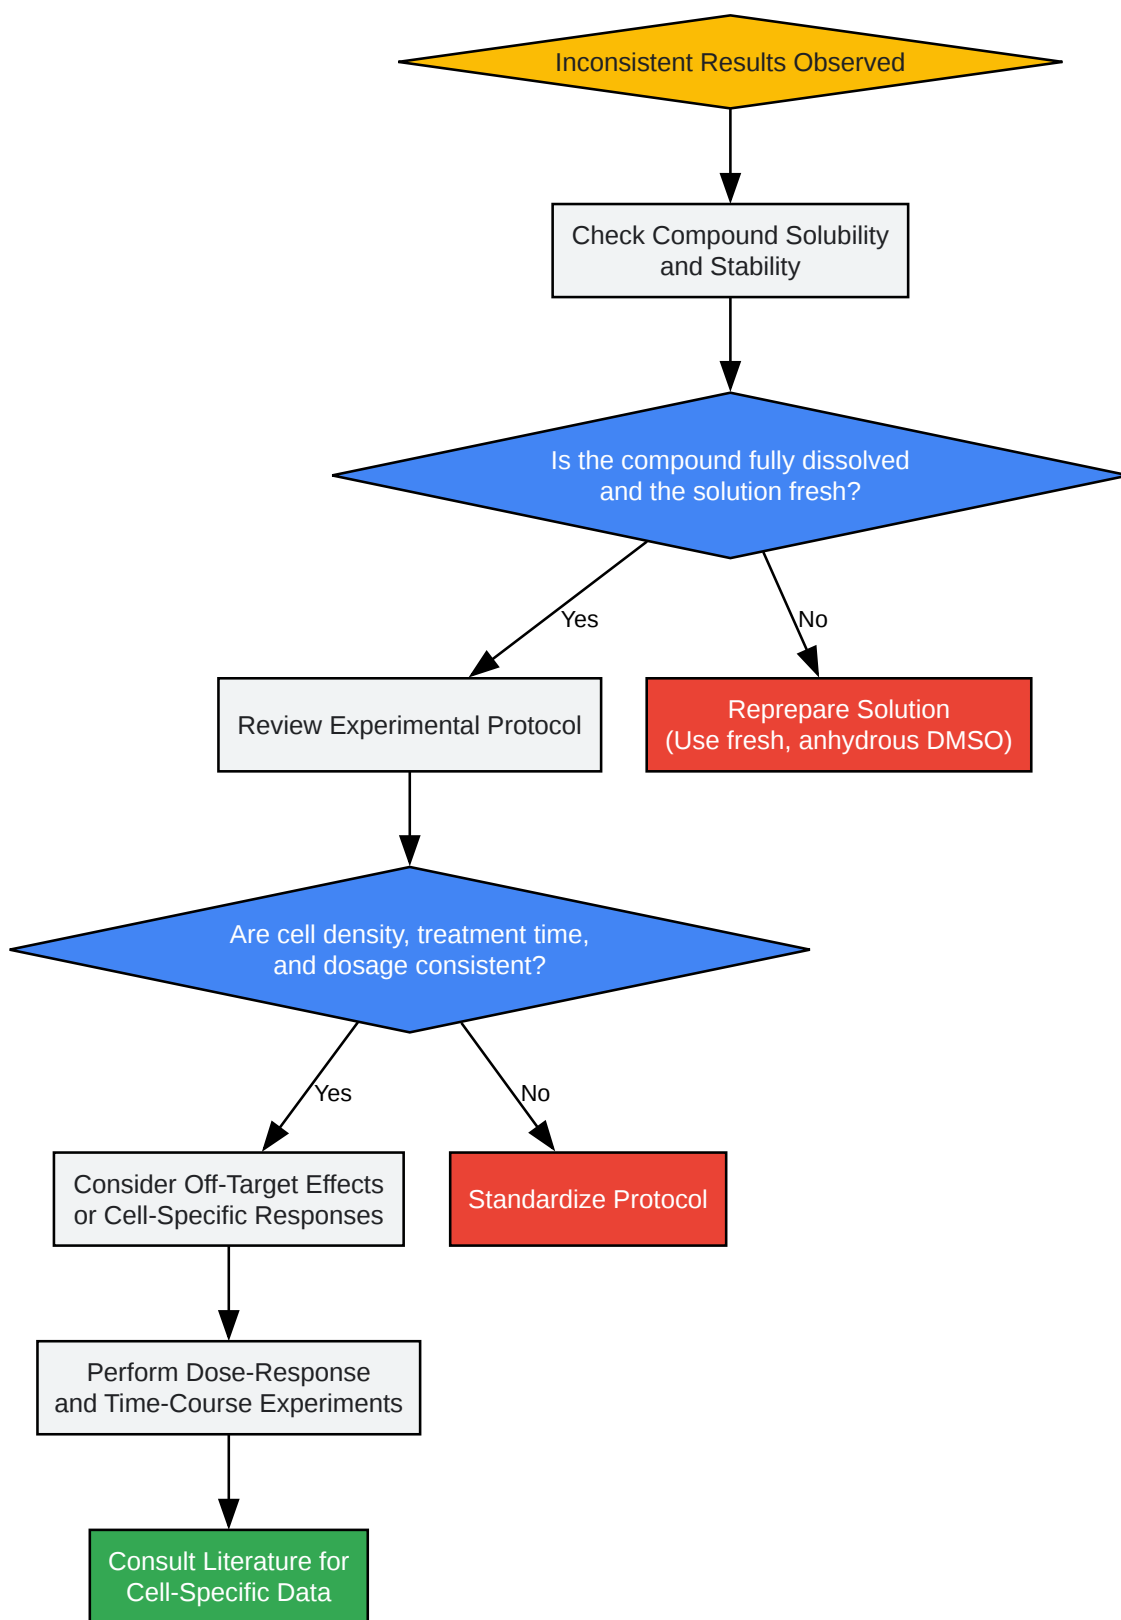 Inconsistent Results Observed
Check Compound Solubility
and Stability
Is the compound fully dissolved
and the solution fresh?
Yes
No
Review Experimental Protocol
Reprepare Solution
(Use fresh, anhydrous DMSO)
Are cell density, treatment time,
and dosage consistent?
Yes
No
Consider Off-Target Effects
or Cell-Specific Responses
Standardize Protocol
Perform Dose-Response
and Time-Course Experiments
Consult Literature for
Cell-Specific Data